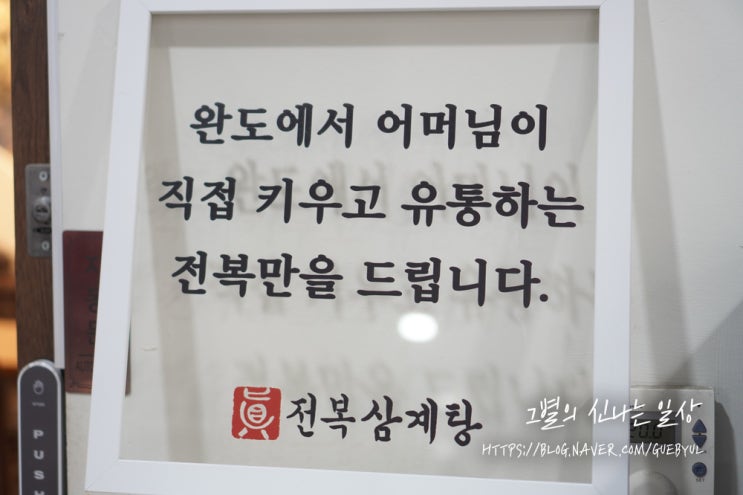 완도에서 어머님이
직접 키우고 유통하는
전복만을 드립니다.
眞 전복삼계탕
그별의 신나는 일상
HTTPS://BLOG.NAVER.COM/GUEBYUL
PUSH